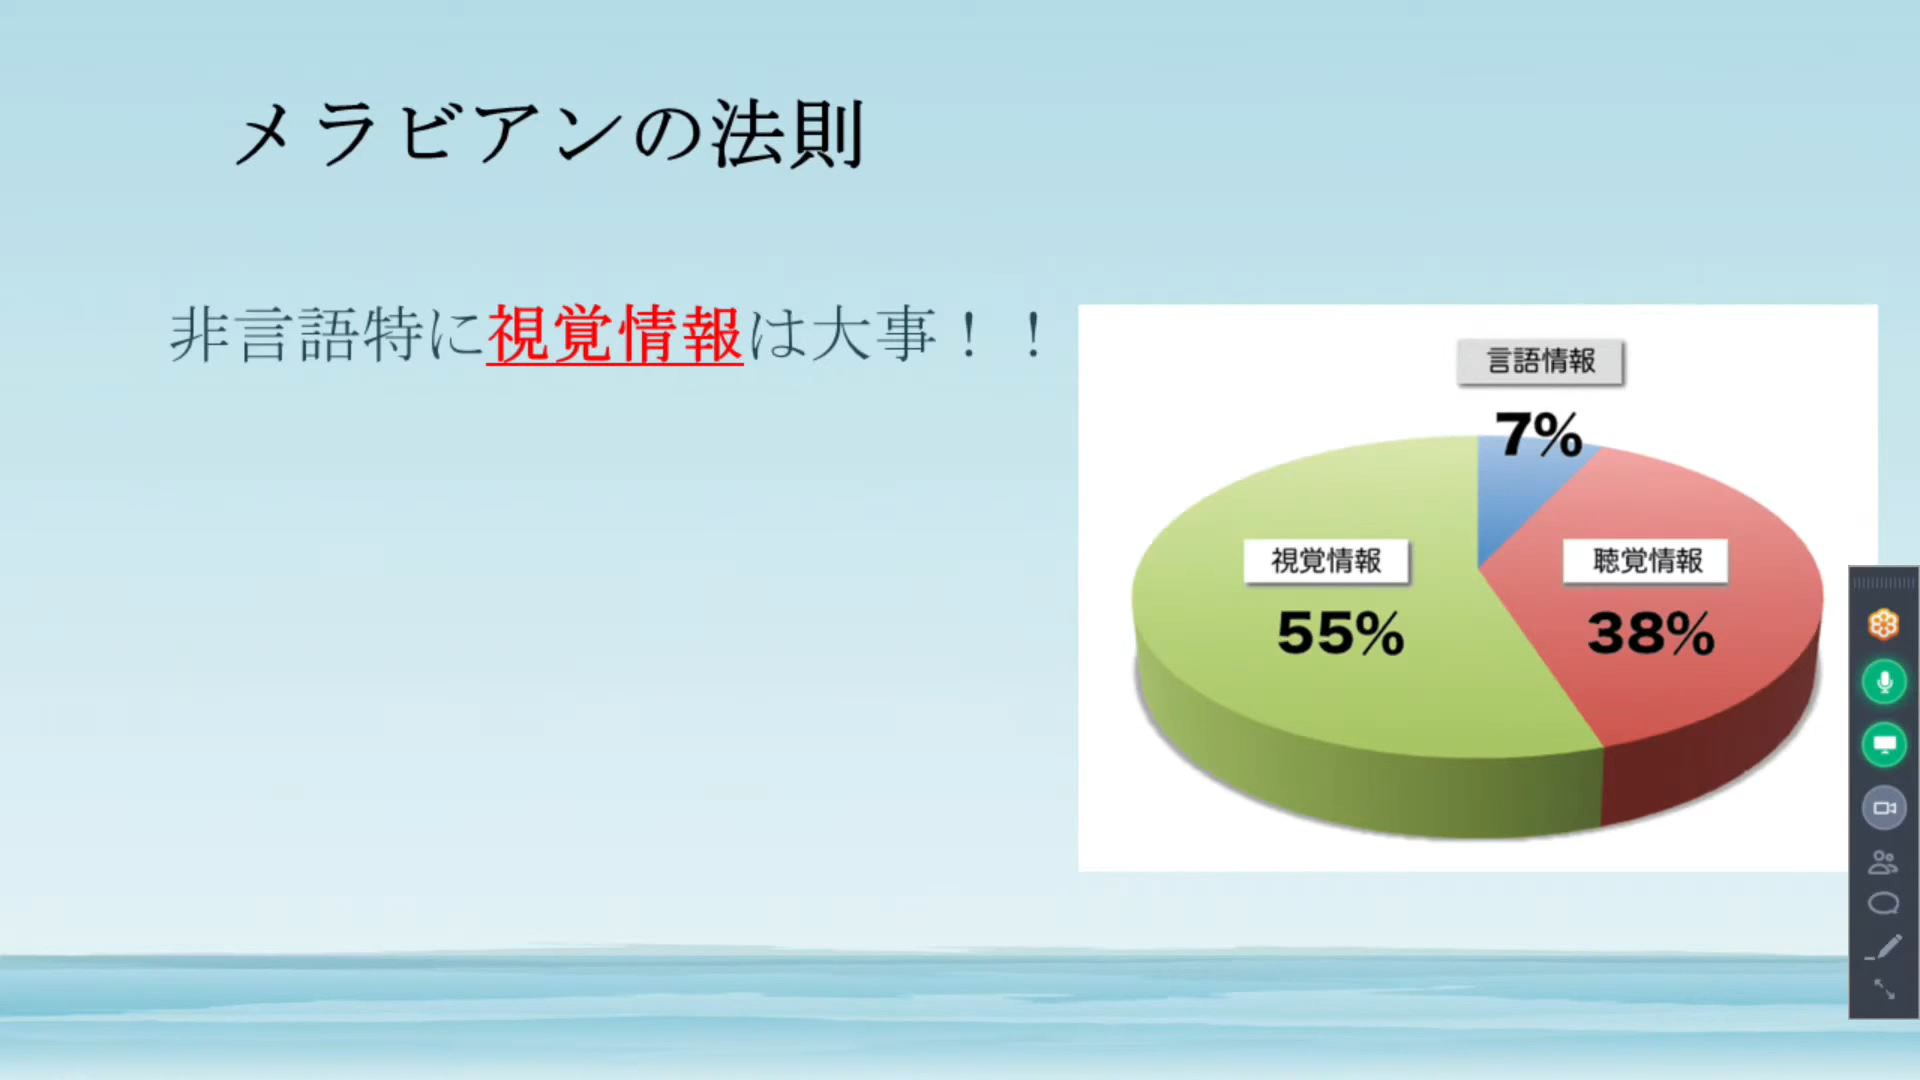 メラビアンの法則
非言語特に視覚情報は大事！！
言語情報
7%
視覚情報
55%
聴覚情報
38%